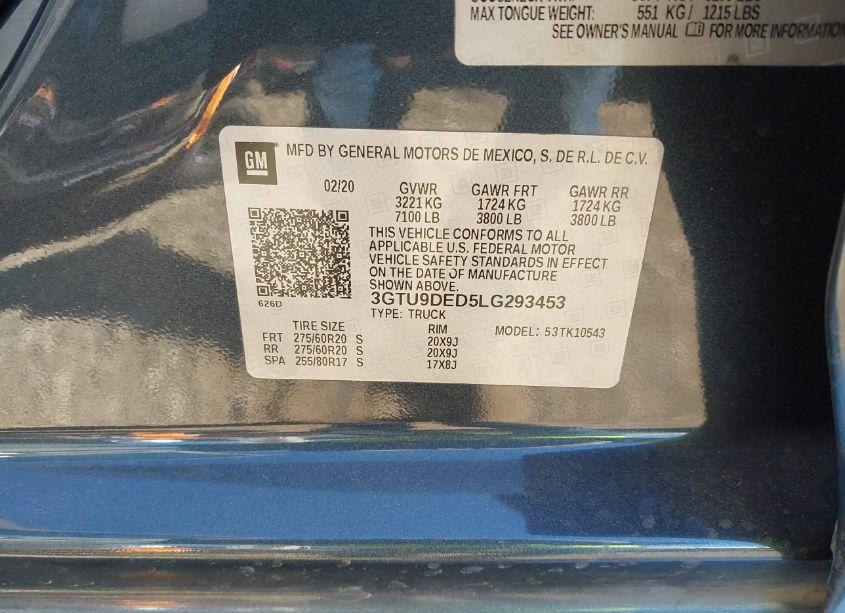 MAX TONGUE WEIGHT: 551 KG / 1215 LBS
SEE OWNER'S MANUAL FOR MORE INFORMATION
GM MFD BY GENERAL MOTORS DE MEXICO, S. DE R.L. DE C.V.
02/20 GVWR GAWR FRT GAWR RR
3221 KG 1724 KG 1724 KG
7100 LB 3800 LB 3800 LB
THIS VEHICLE CONFORMS TO ALL
APPLICABLE U.S. FEDERAL MOTOR
VEHICLE SAFETY STANDARDS IN EFFECT
ON THE DATE OF MANUFACTURE
SHOWN ABOVE.
626D 3GTU9DED5LG293453
TYPE: TRUCK
TIRE SIZE RIM MODEL: 53TK10543
FRT 275/60R20 S 20X9J
RR 275/60R20 S 20X9J
SPA 255/80R17 S 17X8J